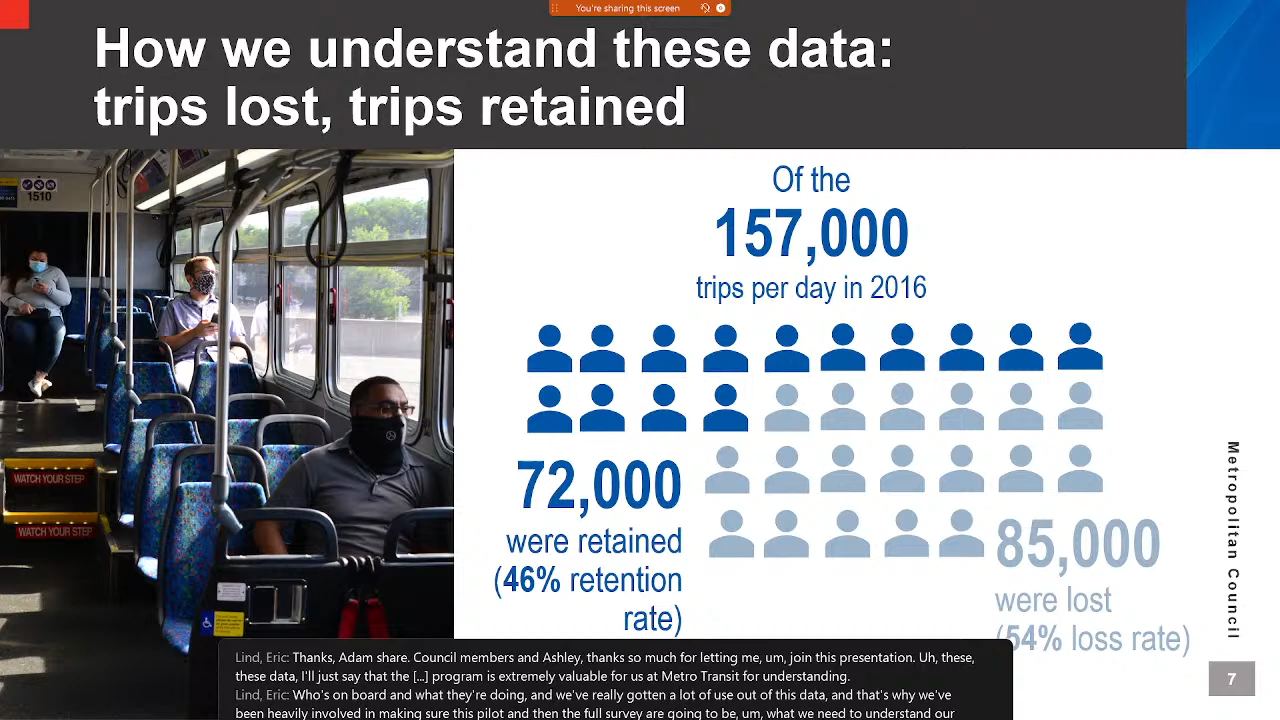 You're sharing this screen
How we understand these data:
trips lost, trips retained
1510
WATCH YOUR STEP
WATCH YOUR STEP
Of the
157,000
trips per day in 2016
72,000
were retained
(46% retention
rate)
85,000
were lost
(54% loss rate)
Metropolitan Council
7
Lind, Eric: Thanks, Adam share. Council members and Ashley, thanks so much for letting me, um, join this presentation. Uh, these,
these data, I'll just say that the [...] program is extremely valuable for us at Metro Transit for understanding.
Lind, Eric: Who's on board and what they're doing, and we've really gotten a lot of use out of this data, and that's why we've
been heavily involved in making sure this pilot and then the full survey are going to be, um, what we need to understand our